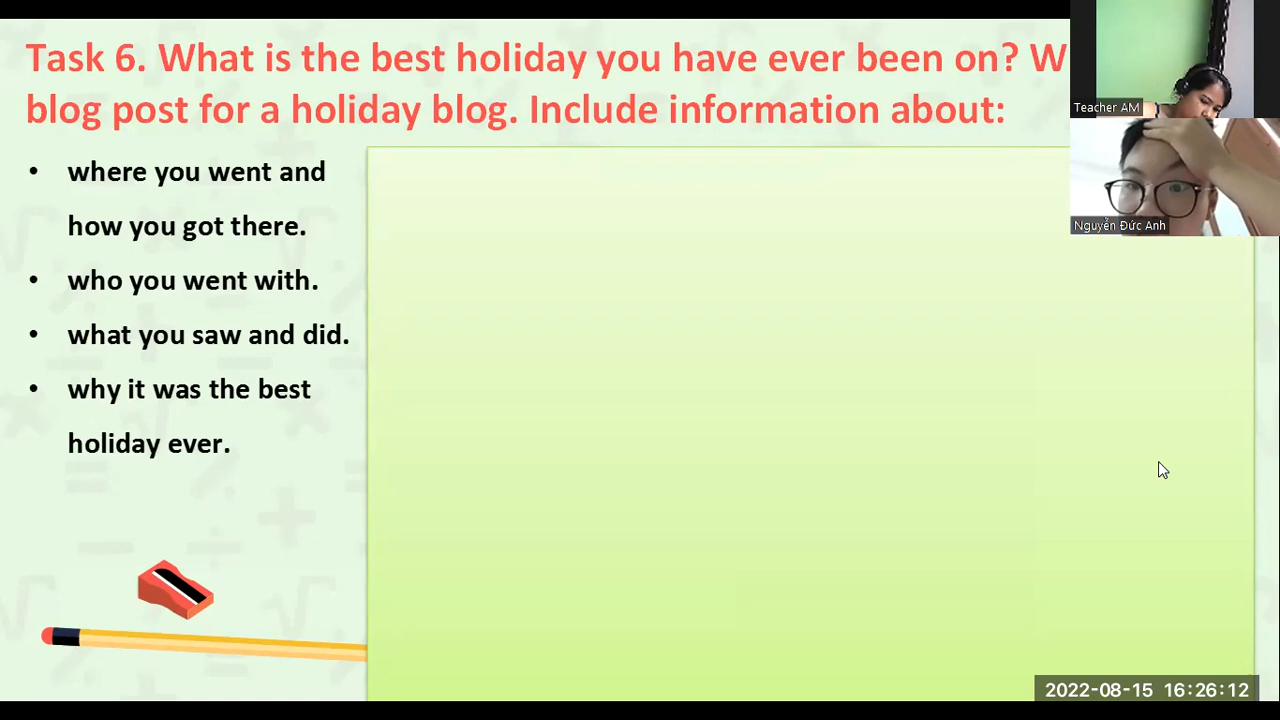 Task 6. What is the best holiday you have ever been on? W
blog post for a holiday blog. Include information about:
• where you went and
how you got there.
• who you went with.
• what you saw and did.
• why it was the best
holiday ever.
Teacher AM
Nguyễn Đức Anh
2022-08-15 16:26:12